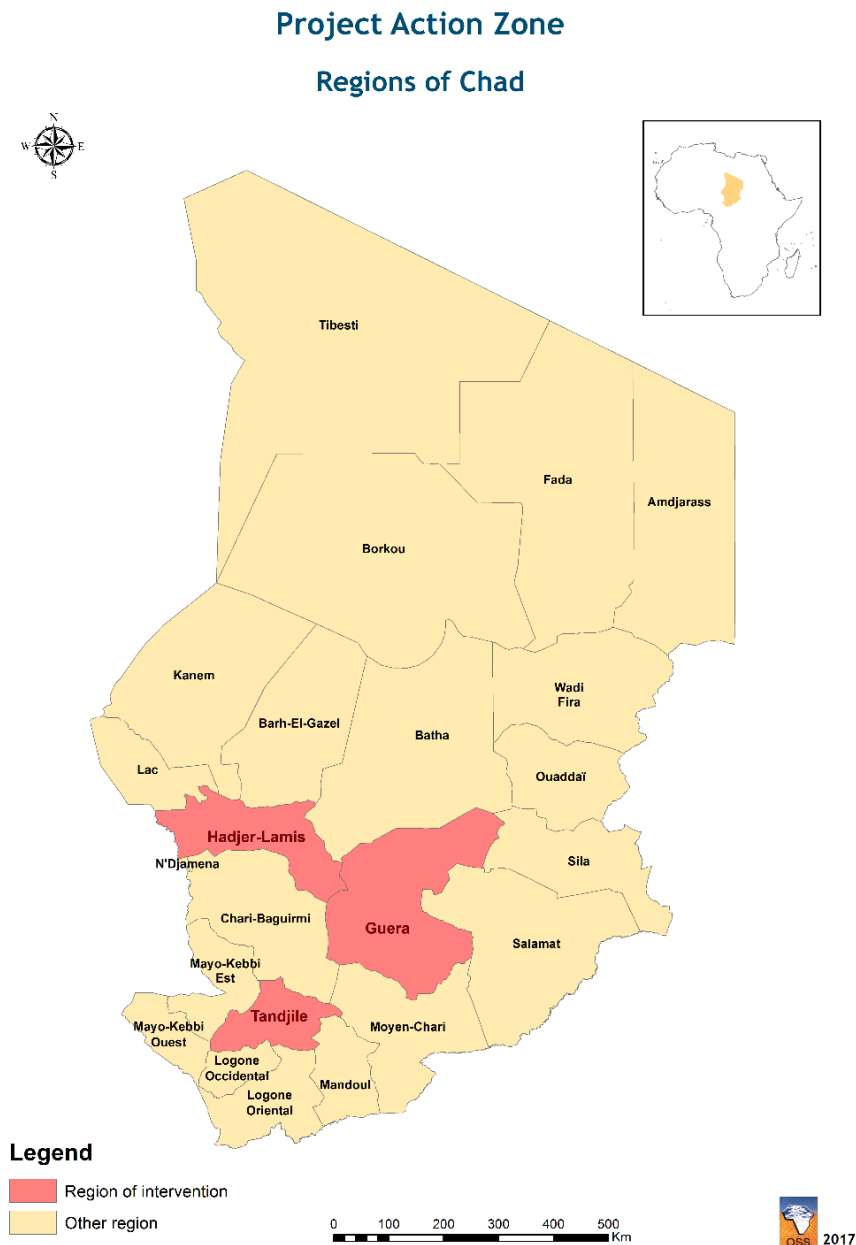 Project Action Zone
Regions of Chad
N
W E
S
Tibesti
Fada
Amdjarass
Borkou
Kanem
Wadi
Fira
Barh-El-Gazel
Batha
Lac
Ouaddaï
Hadjer-Lamis
N'Djamena
Sila
Chari-Baguirmi
Guera
Salamat
Mayo-Kebbi
Est
Tandjile
Moyen-Chari
Mayo-Kebbi
Ouest
Logone
Occidental
Mandoul
Logone
Oriental
Legend
Region of intervention
Other region
0 100 200 300 400 500
Km
OSS
2017